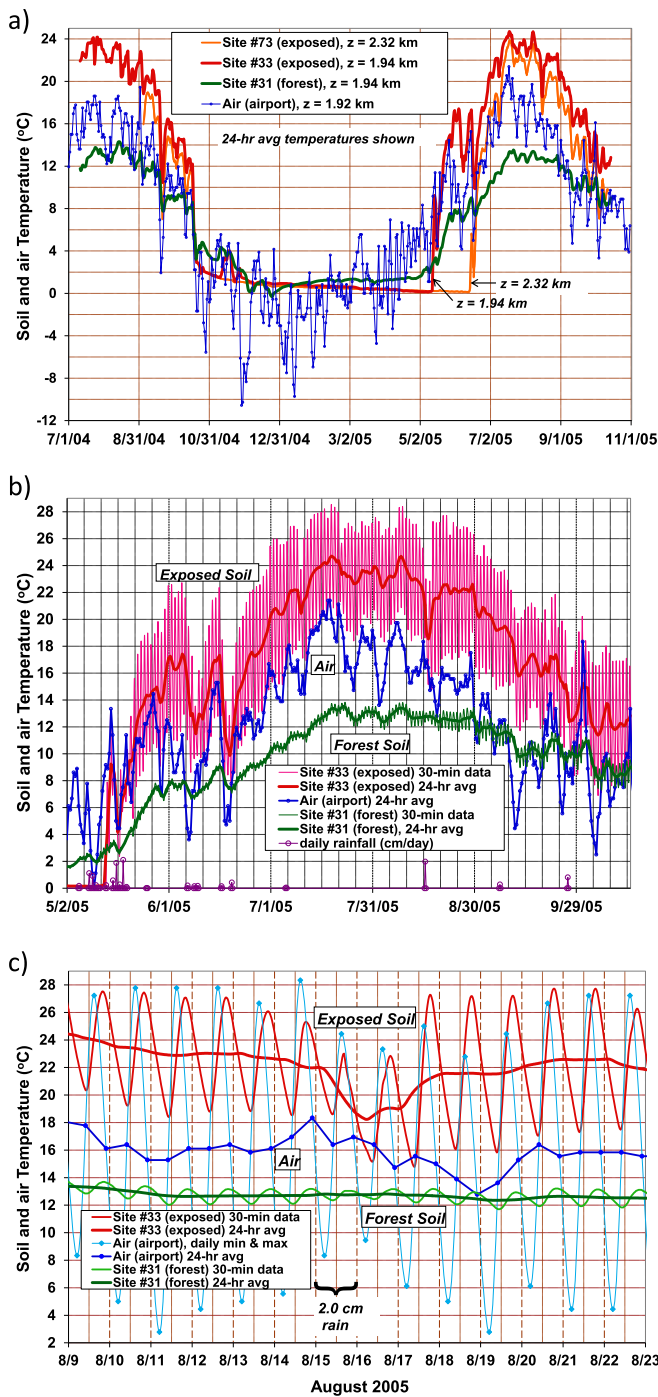 a)
Soil and air Temperature (°C)
24
20
16
12
8
4
0
-4
-8
-12
Site #73 (exposed), z = 2.32 km
Site #33 (exposed), z = 1.94 km
Site #31 (forest), z = 1.94 km
Air (airport), z = 1.92 km
24-hr avg temperatures shown
z = 2.32 km
z = 1.94 km
7/1/04 8/31/04 10/31/04 12/31/04 3/2/05 5/2/05 7/2/05 9/1/05 11/1/05
b)
Soil and air Temperature (°C)
28
26
24
22
20
18
16
14
12
10
8
6
4
2
0
Exposed Soil
Air
Forest Soil
Site #33 (exposed) 30-min data
Site #33 (exposed) 24-hr avg
Air (airport) 24-hr avg
Site #31 (forest) 30-min data
Site #31 (forest), 24-hr avg
daily rainfall (cm/day)
5/2/05 6/1/05 7/1/05 7/31/05 8/30/05 9/29/05
c)
Soil and air Temperature (°C)
28
26
24
22
20
18
16
14
12
10
8
6
4
2
Exposed Soil
Air
Forest Soil
Site #33 (exposed) 30-min data
Site #33 (exposed) 24-hr avg
Air (airport), daily min & max
Air (airport) 24-hr avg
Site #31 (forest) 30-min data
Site #31 (forest) 24-hr avg
2.0 cm
rain
8/9 8/10 8/11 8/12 8/13 8/14 8/15 8/16 8/17 8/18 8/19 8/20 8/21 8/22 8/23
August 2005